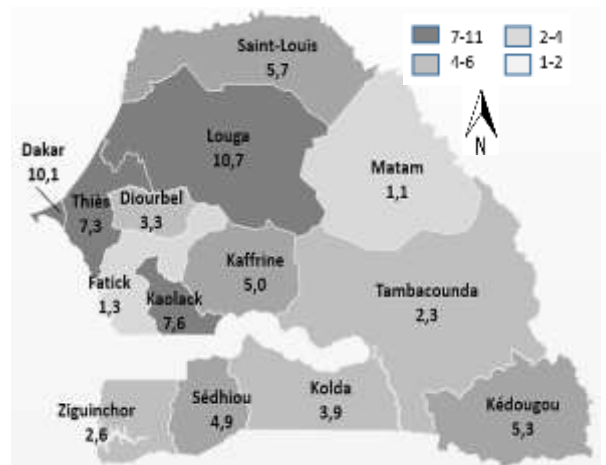 7-11
2-4
4-6
1-2
N
Saint-Louis
5,7
Louga
10,7
Matam
1,1
Dakar
10,1
Thiès
7,3
Diourbel
3,3
Kaffrine
5,0
Fatick
1,3
Kaolack
7,6
Tambacounda
2,3
Ziguinchor
2,6
Sédhiou
4,9
Kolda
3,9
Kédougou
5,3